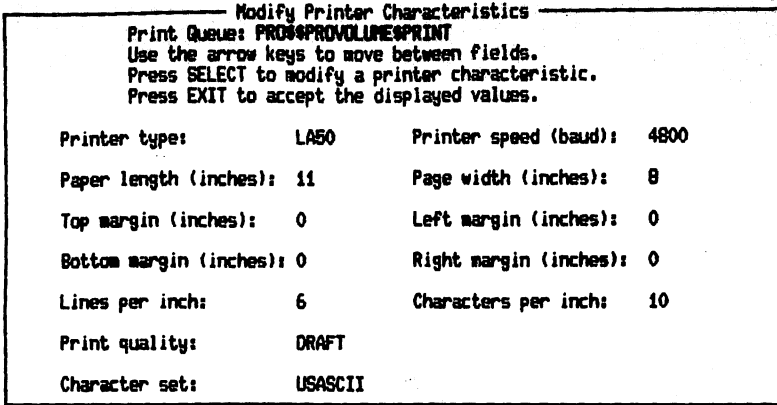 Modify Printer Characteristics
Print Queue: PRO$$PROVOLUME$PRINT
Use the arrow keys to move between fields.
Press SELECT to modify a printer characteristic.
Press EXIT to accept the displayed values.
Printer type: LA50 Printer speed (baud): 4800
Paper length (inches): 11 Page width (inches): 8
Top margin (inches): 0 Left margin (inches): 0
Bottom margin (inches): 0 Right margin (inches): 0
Lines per inch: 6 Characters per inch: 10
Print quality: DRAFT
Character set: USASCII